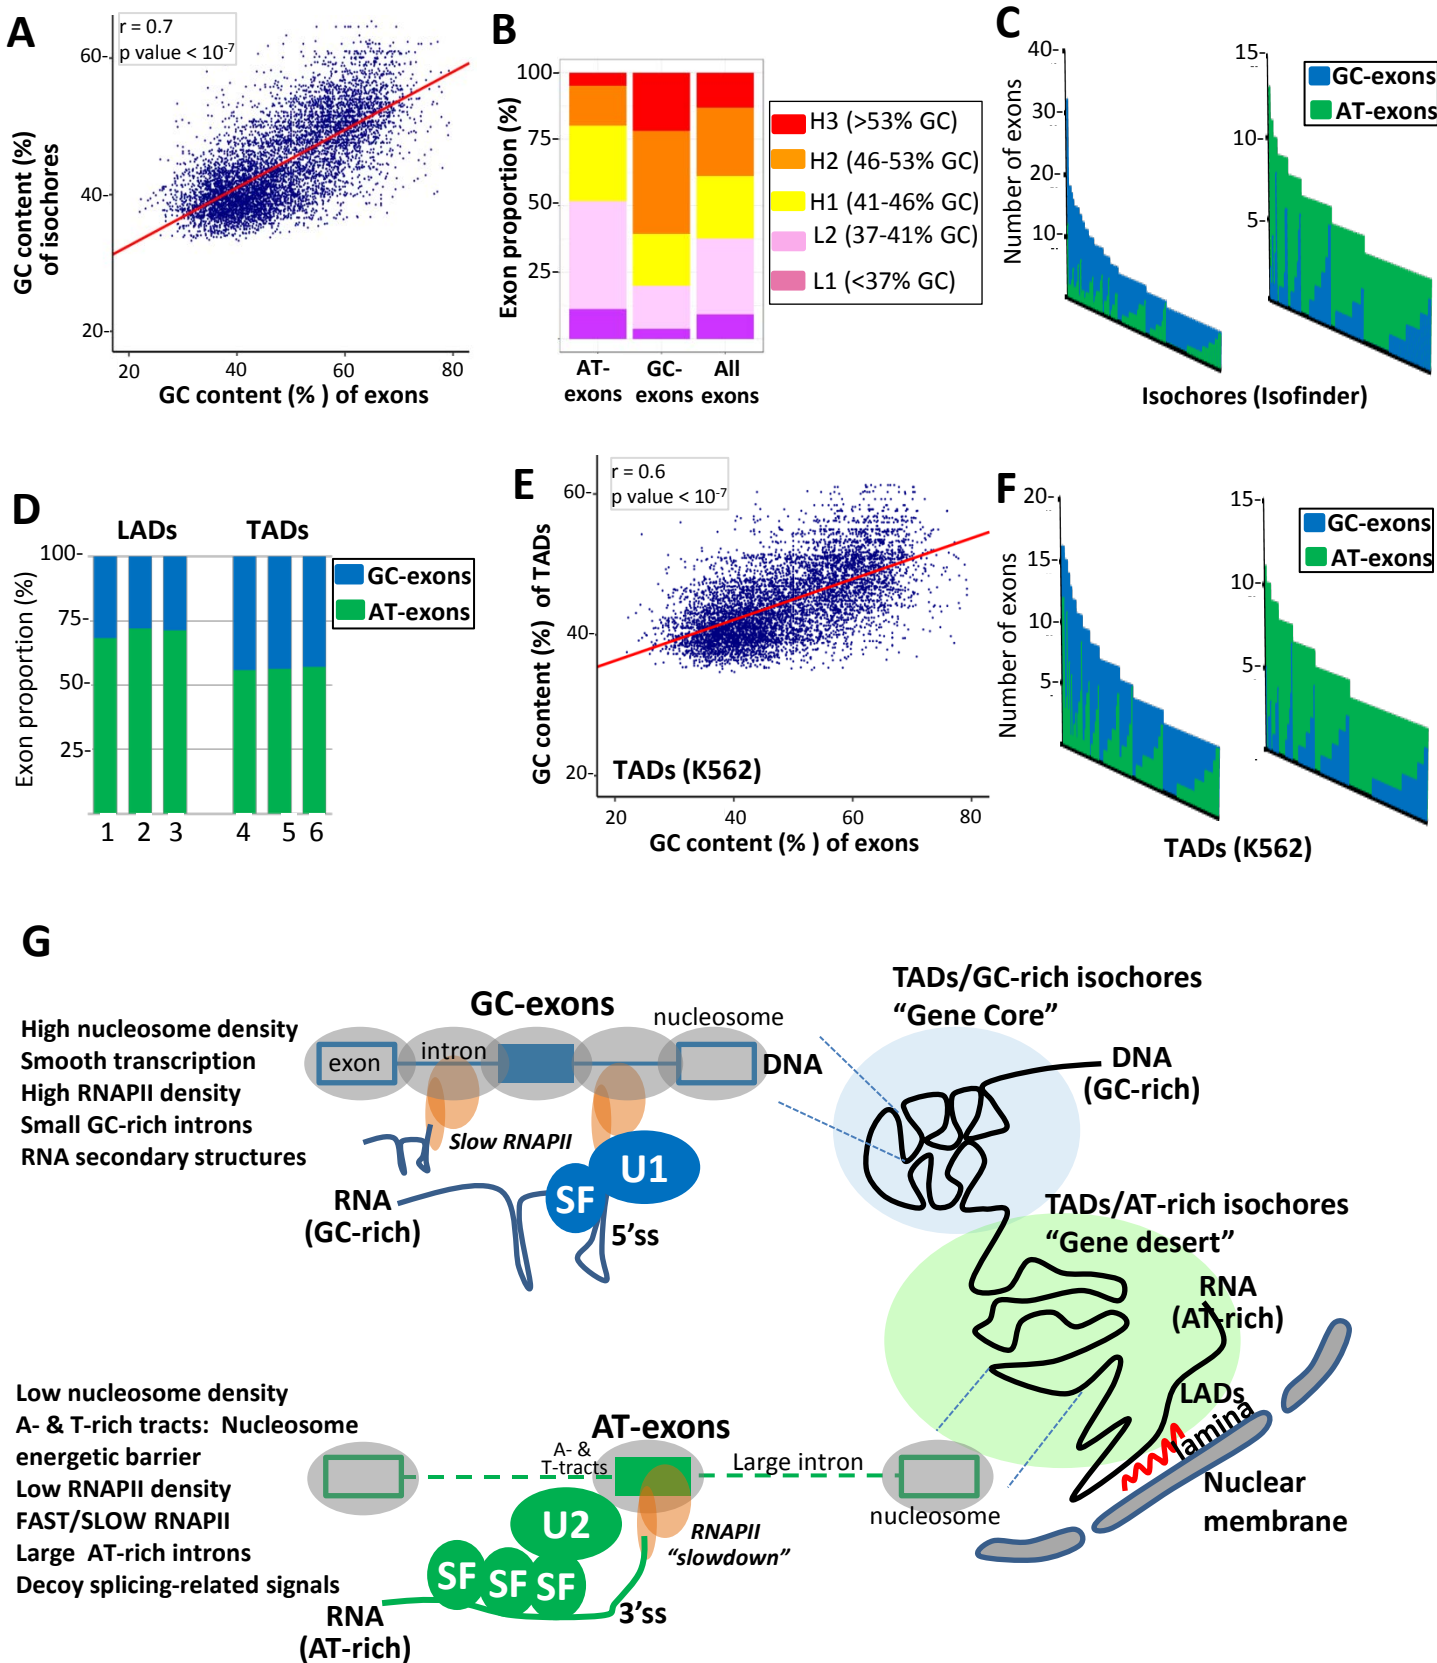 A
r = 0.7
p value < 10-7
60-
40-
20-
GC content (%)
of isochores
20
40
60
80
GC content (% ) of exons
B
100-
75-
50-
25-
Exon proportion (%)
AT-
exons
GC-
exons
All
exons
H3 (>53% GC)
H2 (46-53% GC)
H1 (41-46% GC)
L2 (37-41% GC)
L1 (<37% GC)
C
40-
30-
20-
10-
Number of exons
15-
10-
5-
GC-exons
AT-exons
Isochores (Isofinder)
D
LADs
TADs
100-
75-
50-
25-
Exon proportion (%)
1
2
3
4
5
6
GC-exons
AT-exons
E
r = 0.6
p value < 10-7
60-
40-
20-
GC content (%) of TADs
TADs (K562)
20
40
60
80
GC content (% ) of exons
F
20-
15-
10-
5-
Number of exons
15-
10-
5-
GC-exons
AT-exons
TADs (K562)
G
High nucleosome density
Smooth transcription
High RNAPII density
Small GC-rich introns
RNA secondary structures
GC-exons
nucleosome
exon
intron
DNA
Slow RNAPII
U1
SF
RNA
(GC-rich)
5'ss
TADs/GC-rich isochores
"Gene Core"
DNA
(GC-rich)
TADs/AT-rich isochores
"Gene desert"
RNA
(AT-rich)
LADs
lamina
Nuclear
membrane
Low nucleosome density
A- & T-rich tracts: Nucleosome
energetic barrier
Low RNAPII density
FAST/SLOW RNAPII
Large AT-rich introns
Decoy splicing-related signals
AT-exons
A- &
T-tracts
Large intron
nucleosome
U2
RNAPII
"slowdown"
SF
SF
SF
3'ss
RNA
(AT-rich)